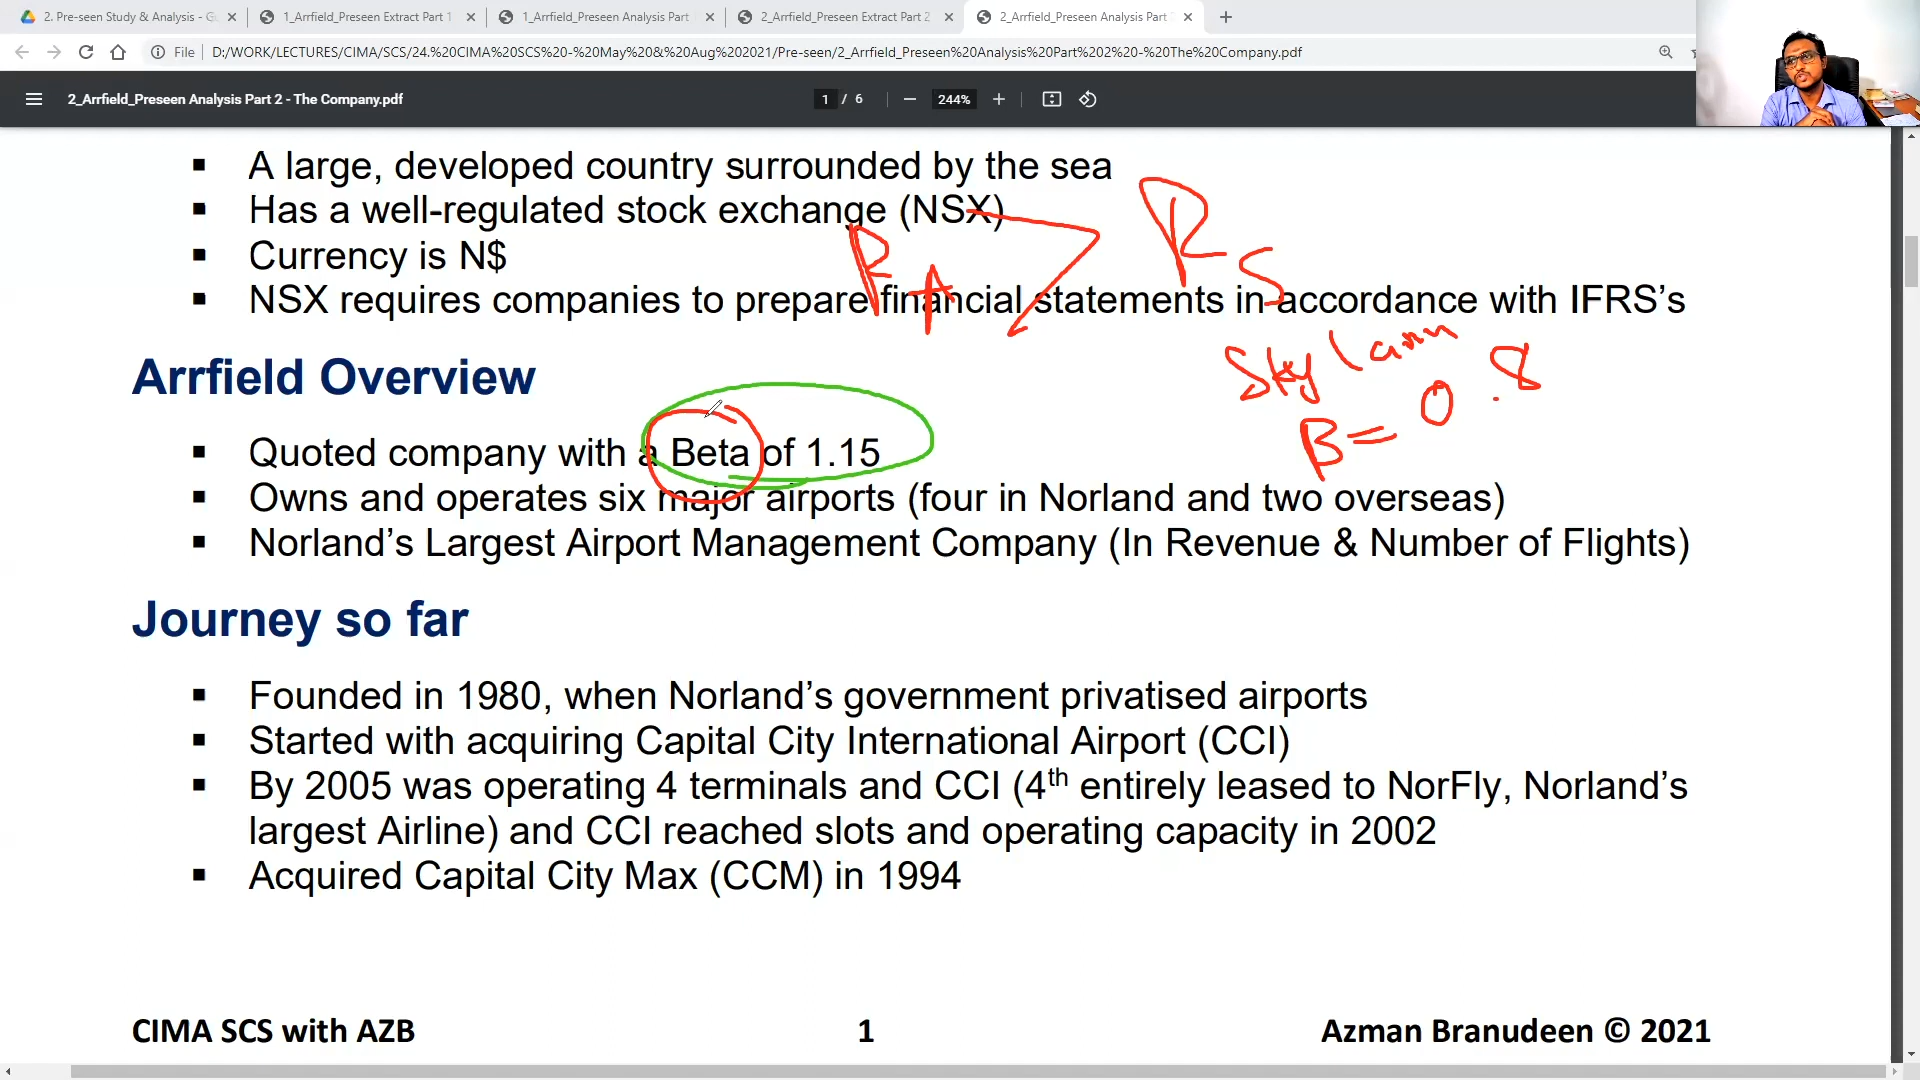 2. Pre-seen Study & Analysis - G
1_Arrfield_Preseen Extract Part 1
1_Arrfield_Preseen Analysis Part
2_Arrfield_Preseen Extract Part 2
2_Arrfield_Preseen Analysis Part
File
D:/WORK/LECTURES/CIMA/SCS/24.%20CIMA%20SCS%20-%20May%20&%20Aug%202021/Pre-seen/2_Arrfield_Preseen%20Analysis%20Part%202%20-%20The%20Company.pdf
2_Arrfield_Preseen Analysis Part 2 - The Company.pdf
1 / 6
244%
▪ A large, developed country surrounded by the sea
▪ Has a well-regulated stock exchange (NSX)
▪ Currency is N$
▪ NSX requires companies to prepare financial statements in accordance with IFRS’s
RA
RS
Arrfield Overview
B = 0.8
▪ Quoted company with a Beta of 1.15
▪ Owns and operates six major airports (four in Norland and two overseas)
▪ Norland’s Largest Airport Management Company (In Revenue & Number of Flights)
Journey so far
▪ Founded in 1980, when Norland’s government privatised airports
▪ Started with acquiring Capital City International Airport (CCI)
▪ By 2005 was operating 4 terminals and CCI (4th entirely leased to NorFly, Norland’s
largest Airline) and CCI reached slots and operating capacity in 2002
▪ Acquired Capital City Max (CCM) in 1994
CIMA SCS with AZB
1
Azman Branudeen © 2021